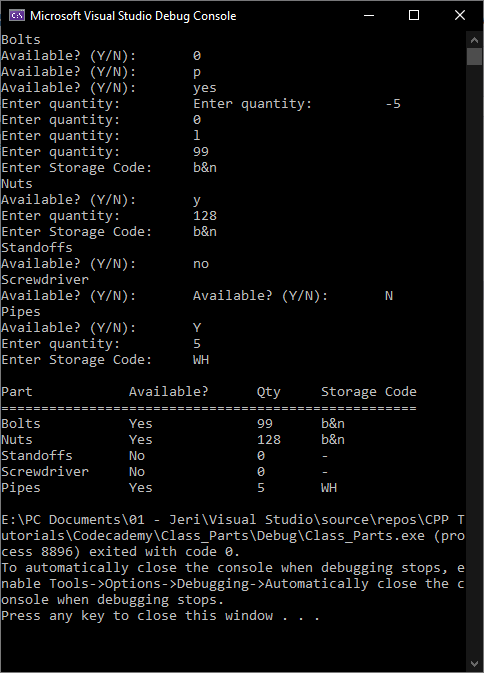 Microsoft Visual Studio Debug Console
Bolts
Available? (Y/N):       0
Available? (Y/N):       p
Available? (Y/N):       yes
Enter quantity:         Enter quantity:         -5
Enter quantity:         0
Enter quantity:         l
Enter quantity:         99
Enter Storage Code:     b&n
Nuts
Available? (Y/N):       y
Enter quantity:         128
Enter Storage Code:     b&n
Standoffs
Available? (Y/N):       no
Screwdriver
Available? (Y/N):       Available? (Y/N):       N
Pipes
Available? (Y/N):       Y
Enter quantity:         5
Enter Storage Code:     WH
Part            Available?      Qty     Storage Code
====================================================
Bolts           Yes             99      b&n
Nuts            Yes             128     b&n
Standoffs       No              0       -
Screwdriver     No              0       -
Pipes           Yes             5       WH
E:\PC Documents\01 - Jeri\Visual Studio\source\repos\CPP T
utorials\Codecademy\Class_Parts\Debug\Class_Parts.exe (pro
cess 8896) exited with code 0.
To automatically close the console when debugging stops, e
nable Tools->Options->Debugging->Automatically close the c
onsole when debugging stops.
Press any key to close this window . . .